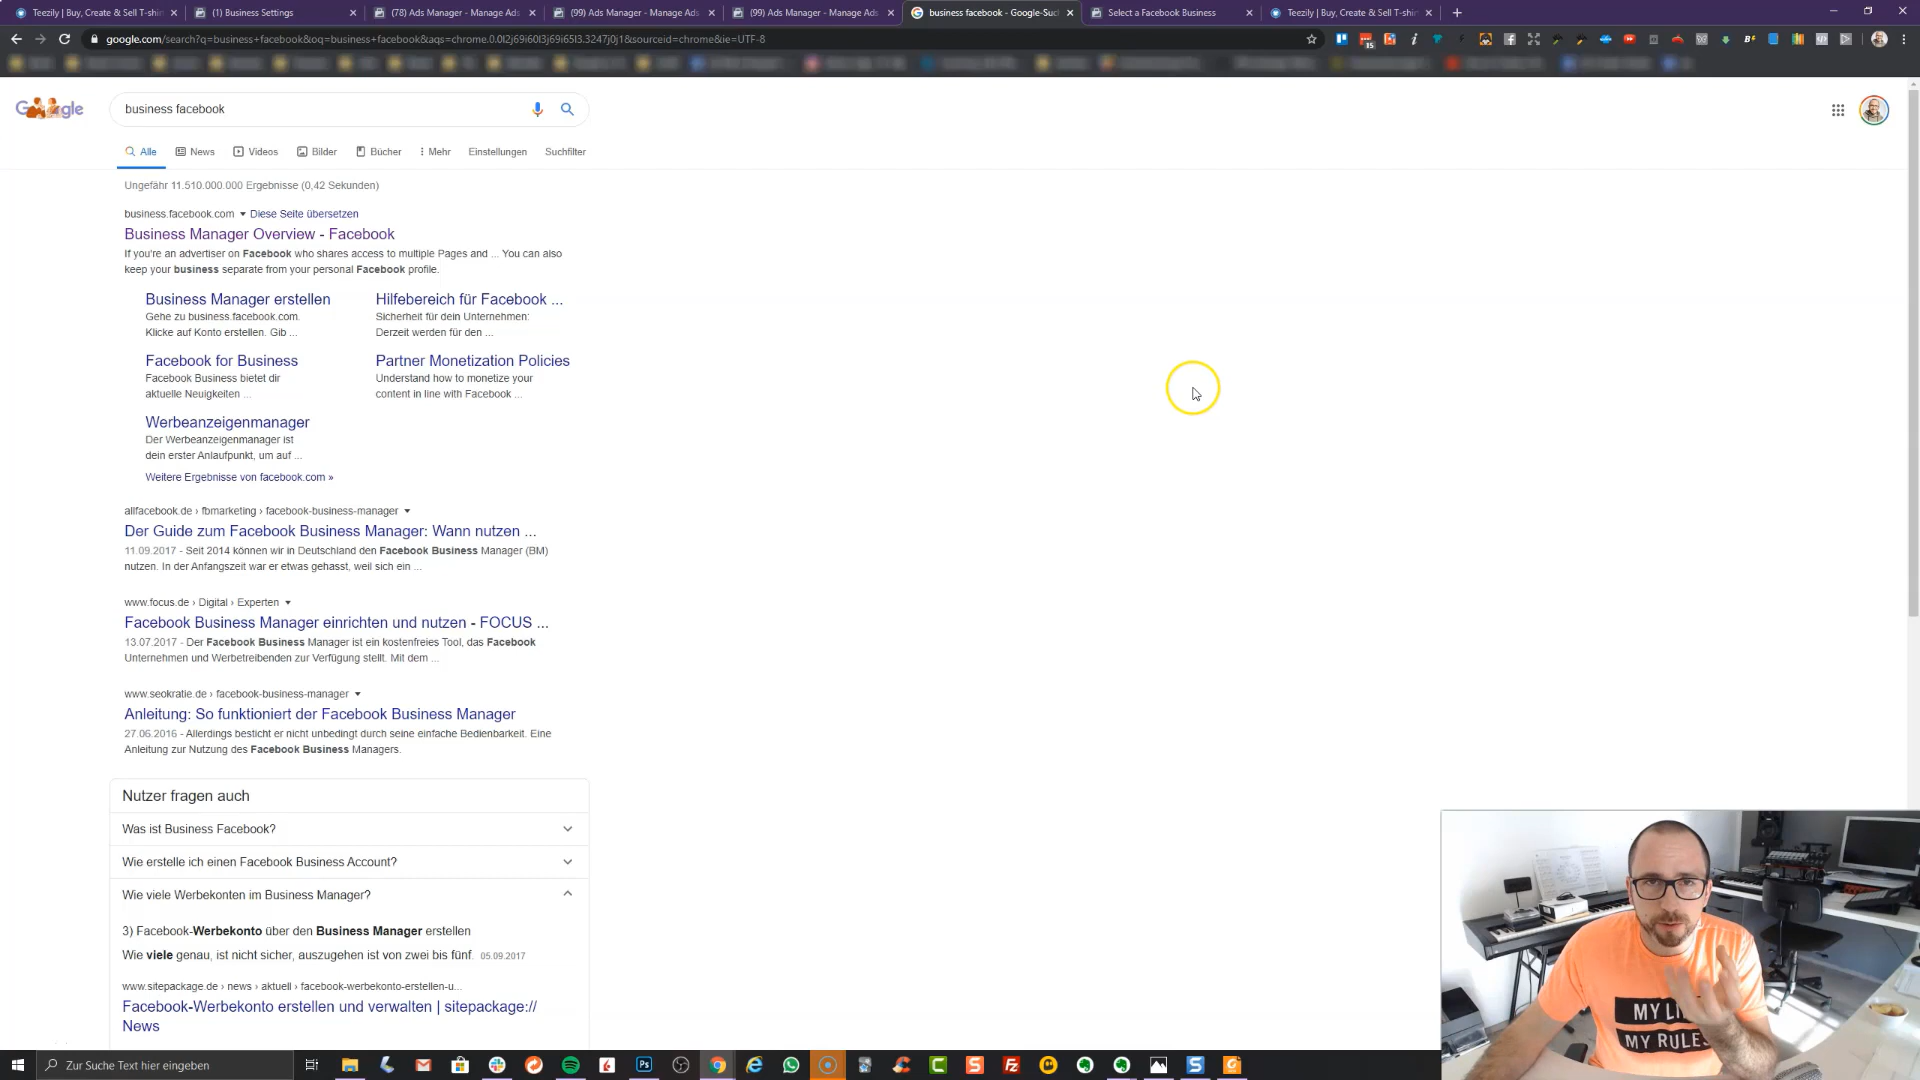 Teezily | Buy, Create & Sell T-shir
(1) Business Settings
(78) Ads Manager - Manage Ads
(99) Ads Manager - Manage Ads
(99) Ads Manager - Manage Ads
business facebook - Google-Suc
Select a Facebook Business
Teezily | Buy, Create & Sell T-shir
google.com/search?q=business+facebook&oq=business+facebook&aqs=chrome.0.0l2j69i60l3j69i65l3.3247j0j1&sourceid=chrome&ie=UTF-8
business facebook
Alle
News
Videos
Bilder
Bücher
Mehr
Einstellungen
Suchfilter
Ungefähr 11.510.000.000 Ergebnisse (0,42 Sekunden)
business.facebook.com ▾ Diese Seite übersetzen
Business Manager Overview - Facebook
If you're an advertiser on Facebook who shares access to multiple Pages and ... You can also
keep your business separate from your personal Facebook profile.
Business Manager erstellen
Gehe zu business.facebook.com.
Klicke auf Konto erstellen. Gib ...
Hilfebereich für Facebook ...
Sicherheit für dein Unternehmen:
Derzeit werden für den ...
Facebook for Business
Facebook Business bietet dir
aktuelle Neuigkeiten ...
Partner Monetization Policies
Understand how to monetize your
content in line with Facebook ...
Werbeanzeigenmanager
Der Werbeanzeigenmanager ist
dein erster Anlaufpunkt, um auf ...
Weitere Ergebnisse von facebook.com »
allfacebook.de › fbmarketing › facebook-business-manager ▾
Der Guide zum Facebook Business Manager: Wann nutzen ...
11.09.2017 - Seit 2014 können wir in Deutschland den Facebook Business Manager (BM)
nutzen. In der Anfangszeit war er etwas gehasst, weil sich ein ...
www.focus.de › Digital › Experten ▾
Facebook Business Manager einrichten und nutzen - FOCUS ...
13.07.2017 - Der Facebook Business Manager ist ein kostenfreies Tool, das Facebook
Unternehmen und Werbetreibenden zur Verfügung stellt. Mit dem ...
www.seokratie.de › facebook-business-manager ▾
Anleitung: So funktioniert der Facebook Business Manager
27.06.2016 - Allerdings besticht er nicht unbedingt durch seine einfache Bedienbarkeit. Eine
Anleitung zur Nutzung des Facebook Business Managers.
Nutzer fragen auch
Was ist Business Facebook?
Wie erstelle ich einen Facebook Business Account?
Wie viele Werbekonten im Business Manager?
3) Facebook-Werbekonto über den Business Manager erstellen
Wie viele genau, ist nicht sicher, auszugehen ist von zwei bis fünf. 05.09.2017
www.sitepackage.de › news › aktuell › facebook-werbekonto-erstellen-u...
Facebook-Werbekonto erstellen und verwalten | sitepackage://
News
MY RULES
Zur Suche Text hier eingeben